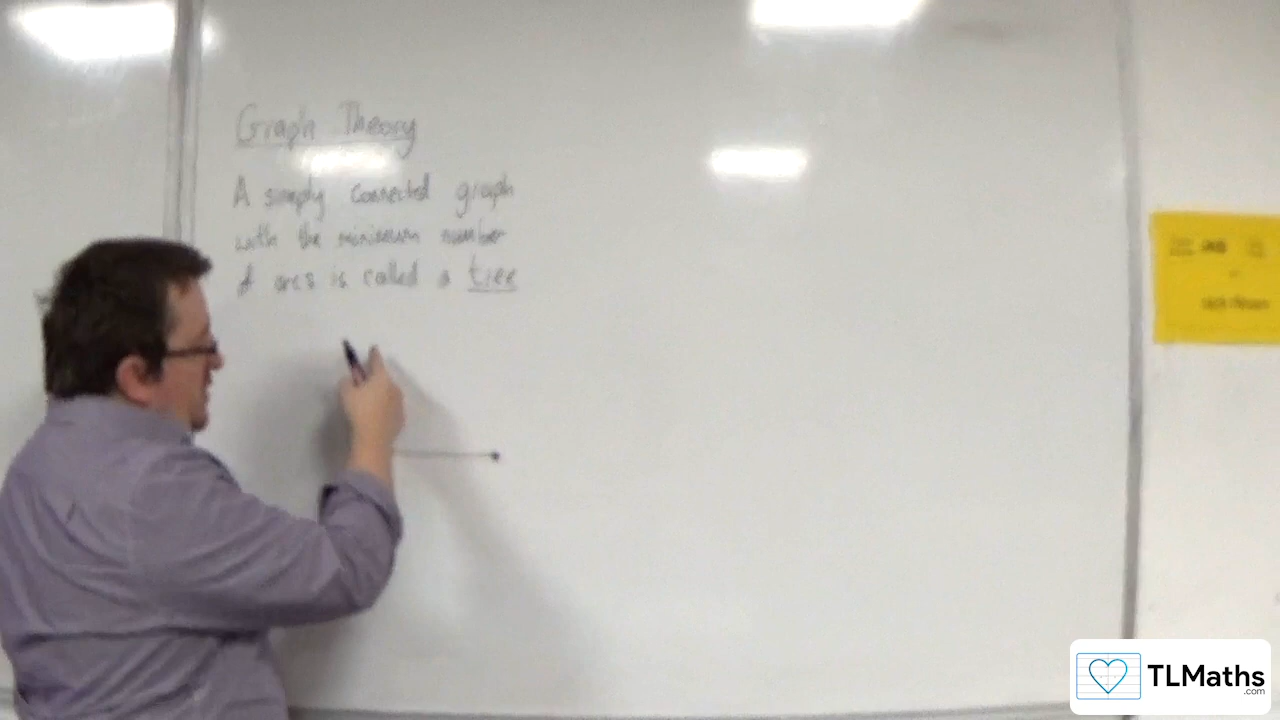 Graph Theory
A simply connected graph
with the minimum number
of arcs is called a tree
TLMaths
.com